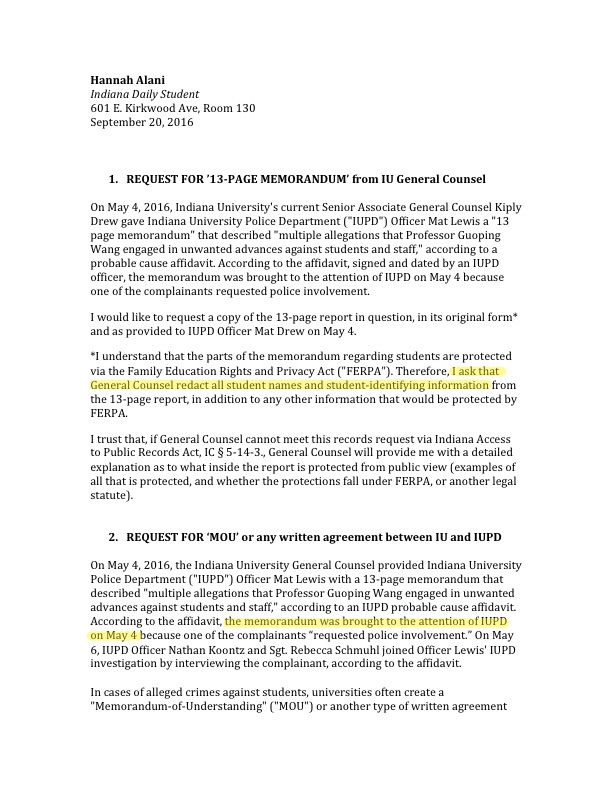 Hannah Alani
Indiana Daily Student
601 E. Kirkwood Ave, Room 130
September 20, 2016
1. REQUEST FOR '13-PAGE MEMORANDUM' from IU General Counsel
On May 4, 2016, Indiana University's current Senior Associate General Counsel Kiply
Drew gave Indiana University Police Department ("IUPD") Officer Mat Lewis a "13
page memorandum" that described "multiple allegations that Professor Guoping
Wang engaged in unwanted advances against students and staff," according to a
probable cause affidavit. According to the affidavit, signed and dated by an IUPD
officer, the memorandum was brought to the attention of IUPD on May 4 because
one of the complainants requested police involvement.
I would like to request a copy of the 13-page report in question, in its original form*
and as provided to IUPD Officer Mat Drew on May 4.
*I understand that the parts of the memorandum regarding students are protected
via the Family Education Rights and Privacy Act ("FERPA"). Therefore, I ask that
General Counsel redact all student names and student-identifying information from
the 13-page report, in addition to any other information that would be protected by
FERPA.
I trust that, if General Counsel cannot meet this records request via Indiana Access
to Public Records Act, IC § 5-14-3., General Counsel will provide me with a detailed
explanation as to what inside the report is protected from public view (examples of
all that is protected, and whether the protections fall under FERPA, or another legal
statute).
2. REQUEST FOR 'MOU' or any written agreement between IU and IUPD
On May 4, 2016, the Indiana University General Counsel provided Indiana University
Police Department ("IUPD") Officer Mat Lewis with a 13-page memorandum that
described "multiple allegations that Professor Guoping Wang engaged in unwanted
advances against students and staff," according to an IUPD probable cause affidavit.
According to the affidavit, the memorandum was brought to the attention of IUPD
on May 4 because one of the complainants "requested police involvement." On May
6, IUPD Officer Nathan Koontz and Sgt. Rebecca Schmuhl joined Officer Lewis' IUPD
investigation by interviewing the complainant, according to the affidavit.
In cases of alleged crimes against students, universities often create a
"Memorandum-of-Understanding" ("MOU") or another type of written agreement